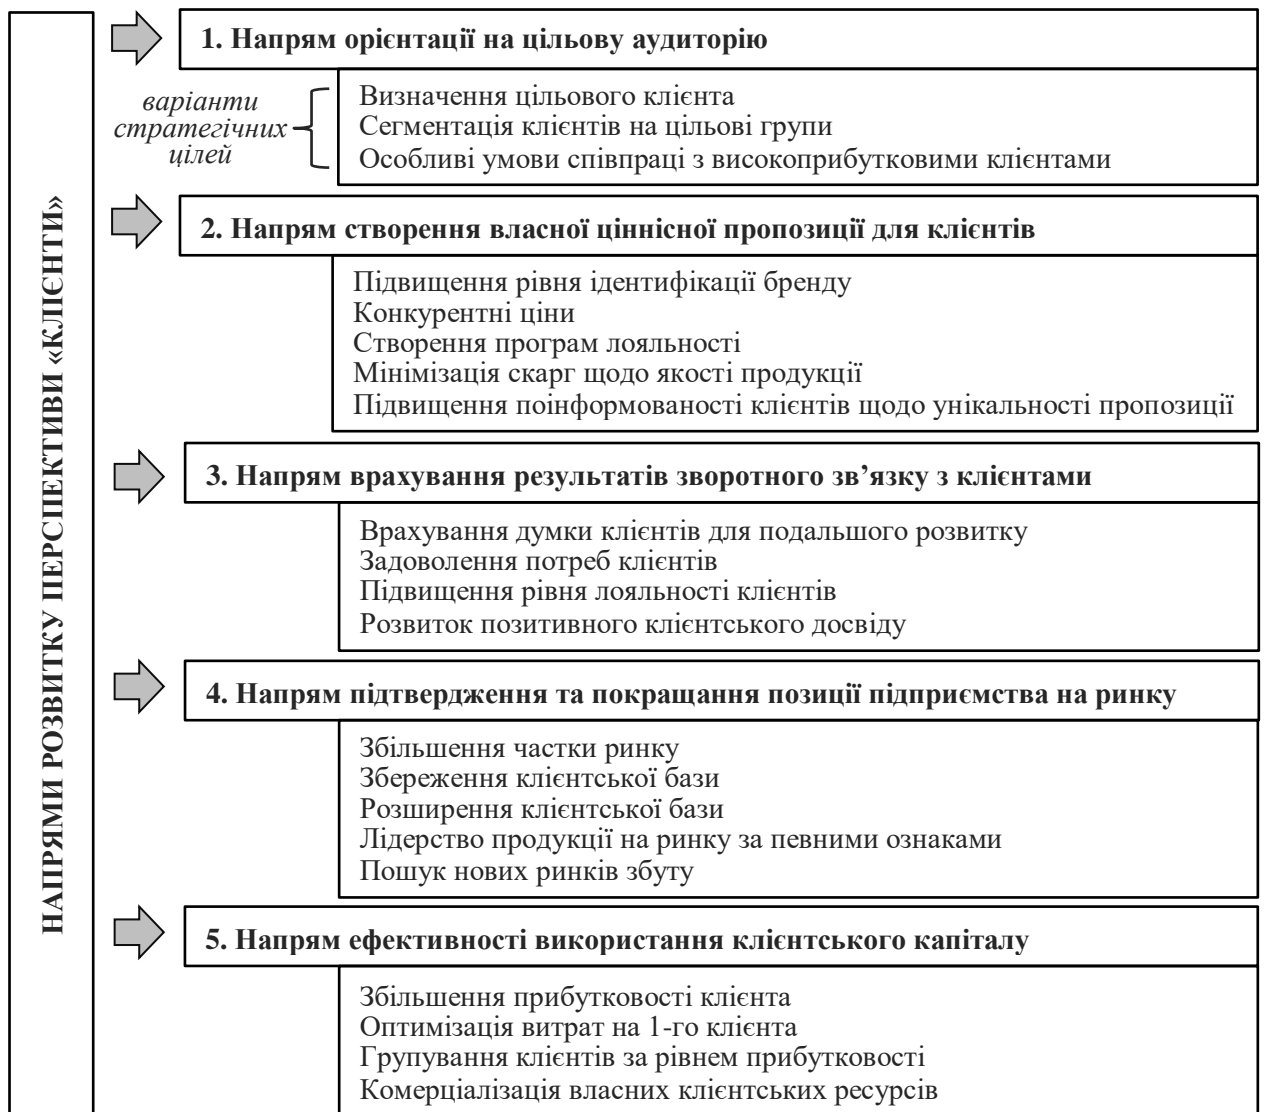 НАПРЯМИ РОЗВИТКУ ПЕРСПЕКТИВИ «КЛІЄНТИ»
1. Напрям орієнтації на цільову аудиторію
варіанти
стратегічних
цілей
Визначення цільового клієнта
Сегментація клієнтів на цільові групи
Особливі умови співпраці з високоприбутковими клієнтами
2. Напрям створення власної ціннісної пропозиції для клієнтів
Підвищення рівня ідентифікації бренду
Конкурентні ціни
Створення програм лояльності
Мінімізація скарг щодо якості продукції
Підвищення поінформованості клієнтів щодо унікальності пропозиції
3. Напрям врахування результатів зворотного зв’язку з клієнтами
Врахування думки клієнтів для подальшого розвитку
Задоволення потреб клієнтів
Підвищення рівня лояльності клієнтів
Розвиток позитивного клієнтського досвіду
4. Напрям підтвердження та покращання позиції підприємства на ринку
Збільшення частки ринку
Збереження клієнтської бази
Розширення клієнтської бази
Лідерство продукції на ринку за певними ознаками
Пошук нових ринків збуту
5. Напрям ефективності використання клієнтського капіталу
Збільшення прибутковості клієнта
Оптимізація витрат на 1-го клієнта
Групування клієнтів за рівнем прибутковості
Комерціалізація власних клієнтських ресурсів